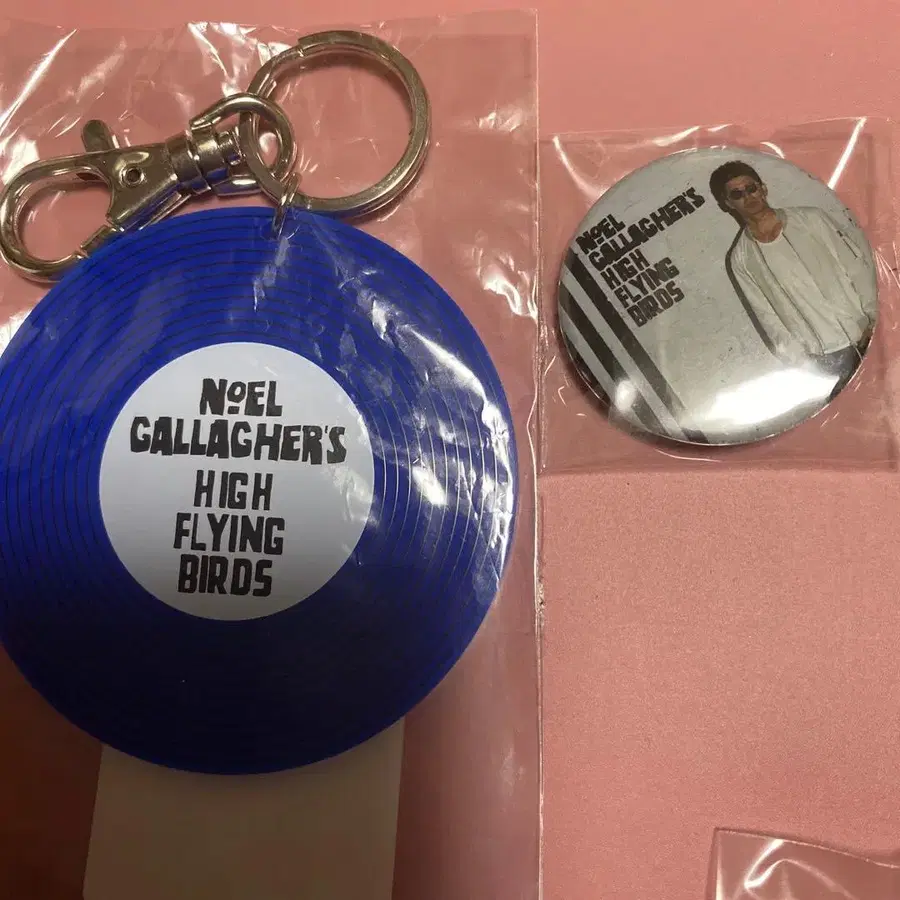 NOEL
GALLAGHER'S
HIGH
FLYING
BIRDS
NOEL
GALLAGHER'S
HIGH
FLYING
BIRDS